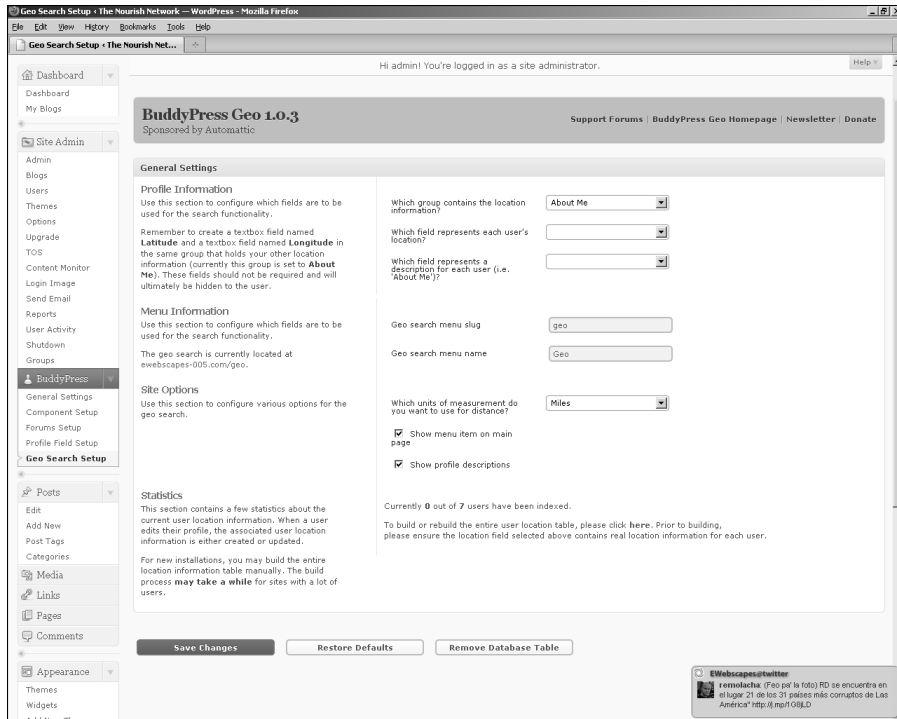 Geo Search Setup ‹ The Nourish Network — WordPress - Mozilla Firefox
File Edit View History Bookmarks Tools Help
Geo Search Setup ‹ The Nourish Net...
Hi admin! You're logged in as a site administrator.
Help
Dashboard
Dashboard
My Blogs
Site Admin
Admin
Blogs
Users
Themes
Options
Upgrade
TOS
Content Monitor
Login Image
Send Email
Reports
User Activity
Shutdown
Groups
BuddyPress
General Settings
Component Setup
Forums Setup
Profile Field Setup
Geo Search Setup
Posts
Edit
Add New
Post Tags
Categories
Media
Links
Pages
Comments
Appearance
Themes
Widgets
BuddyPress Geo 1.0.3
Sponsored by Automattic
Support Forums | BuddyPress Geo Homepage | Newsletter | Donate
General Settings
Profile Information
Use this section to configure which fields are to be
used for the search functionality.
Remember to create a textbox field named
Latitude and a textbox field named Longitude in
the same group that holds your other location
information (currently this group is set to About
Me). These fields should not be required and will
ultimately be hidden to the user.
Which group contains the location
information?
About Me
Which field represents each user's
location?
Which field represents a
description for each user (i.e.
'About Me')?
Menu Information
Use this section to configure which fields are to be
used for the search functionality.
The geo search is currently located at
ewebscapes-005.com/geo.
Geo search menu slug
geo
Geo search menu name
Geo
Site Options
Use this section to configure various options for the
geo search.
Which units of measurement do
you want to use for distance?
Miles
Show menu item on main
page
Show profile descriptions
Statistics
This section contains a few statistics about the
current user location information. When a user
edits their profile, the associated user location
information is either created or updated.
For new installations, you may build the entire
location information table manually. The build
process may take a while for sites with a lot of
users.
Currently 0 out of 7 users have been indexed.
To build or rebuild the entire user location table, please click here. Prior to building,
please ensure the location field selected above contains real location information for each user.
Save Changes
Restore Defaults
Remove Database Table
EWebscapes@twitter
remolacha: (Feo pa' la foto) RD se encuentra en
el lugar 21 de los 31 países más corruptos de Las
América" http://j.mp/1G8jLD